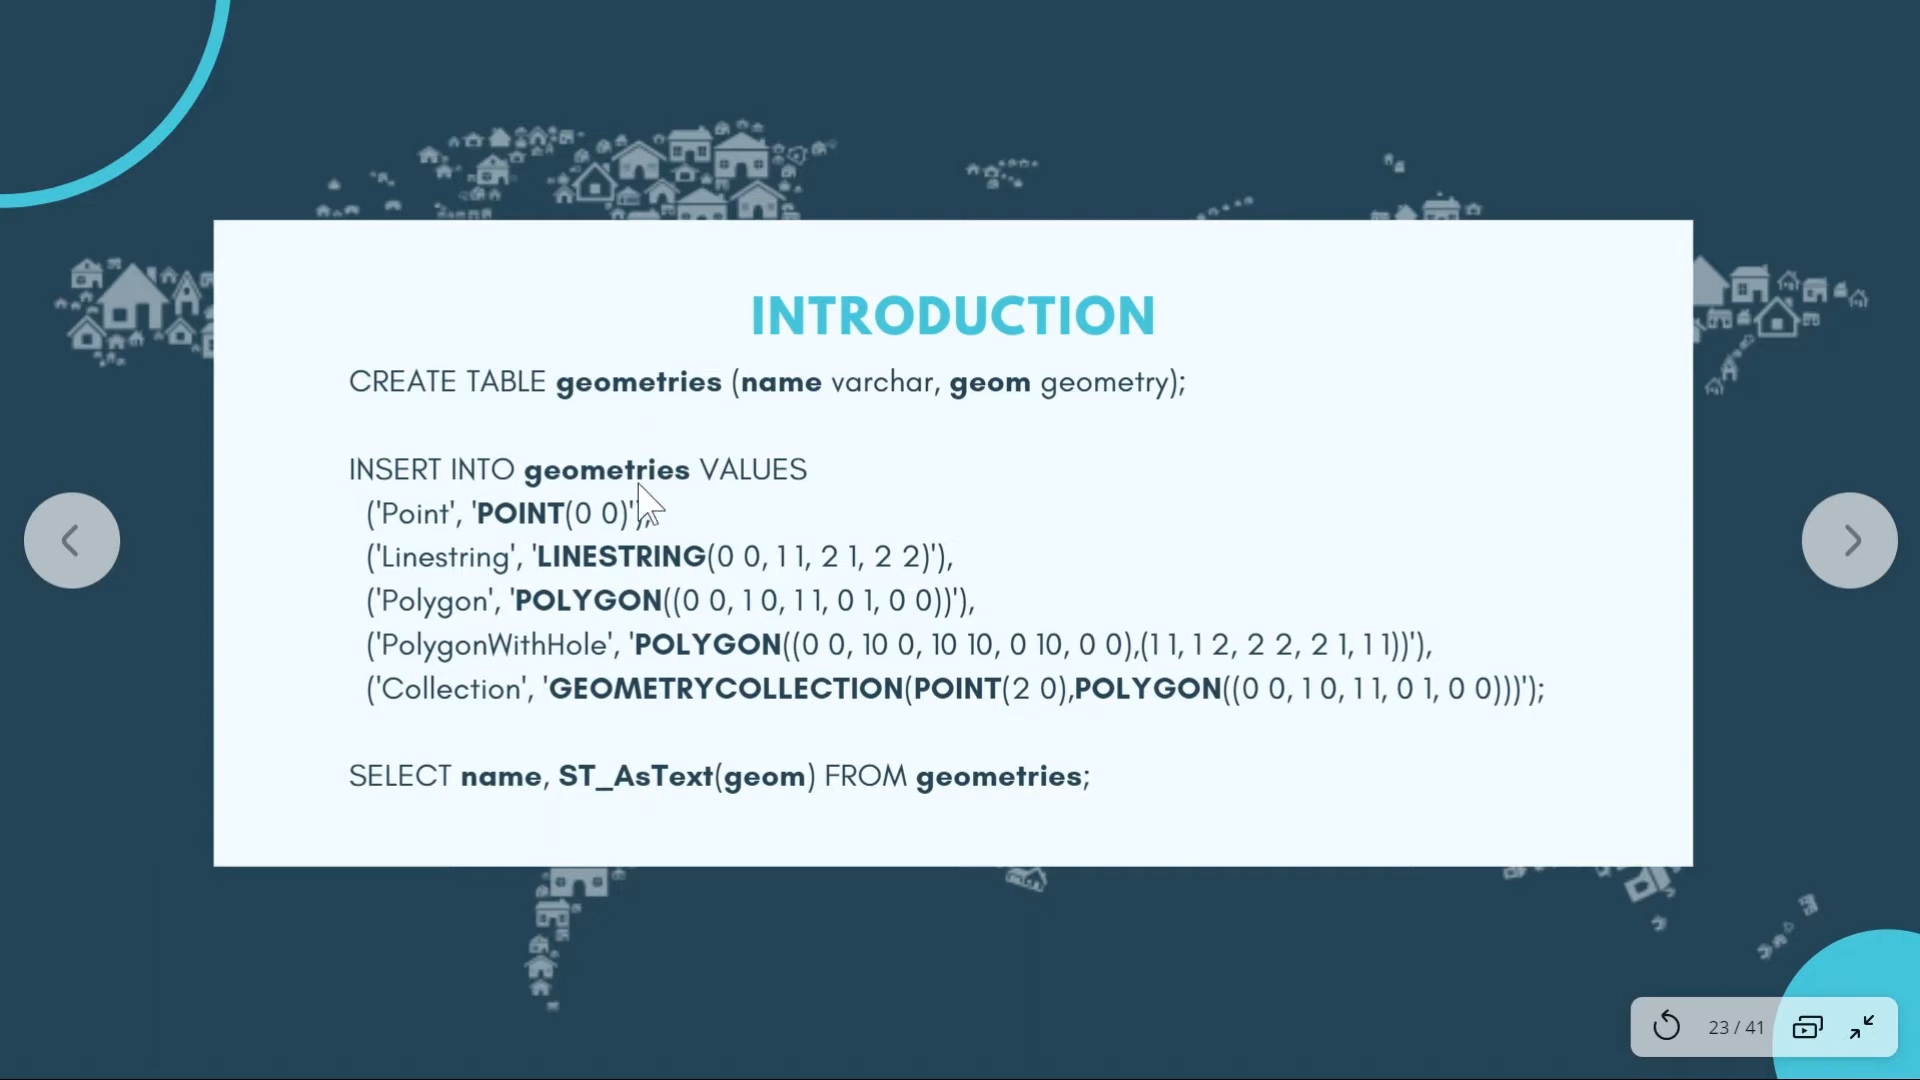 INTRODUCTION
CREATE TABLE geometries (name varchar, geom geometry);
INSERT INTO geometries VALUES
('Point', 'POINT(0 0)'),
('Linestring', 'LINESTRING(0 0, 1 1, 2 1, 2 2)'),
('Polygon', 'POLYGON((0 0, 1 0, 1 1, 0 1, 0 0))'),
('PolygonWithHole', 'POLYGON((0 0, 10 0, 10 10, 0 10, 0 0),(1 1, 1 2, 2 2, 2 1, 1 1))'),
('Collection', 'GEOMETRYCOLLECTION(POINT(2 0),POLYGON((0 0, 1 0, 1 1, 0 1, 0 0)))');
SELECT name, ST_AsText(geom) FROM geometries;
23 / 41